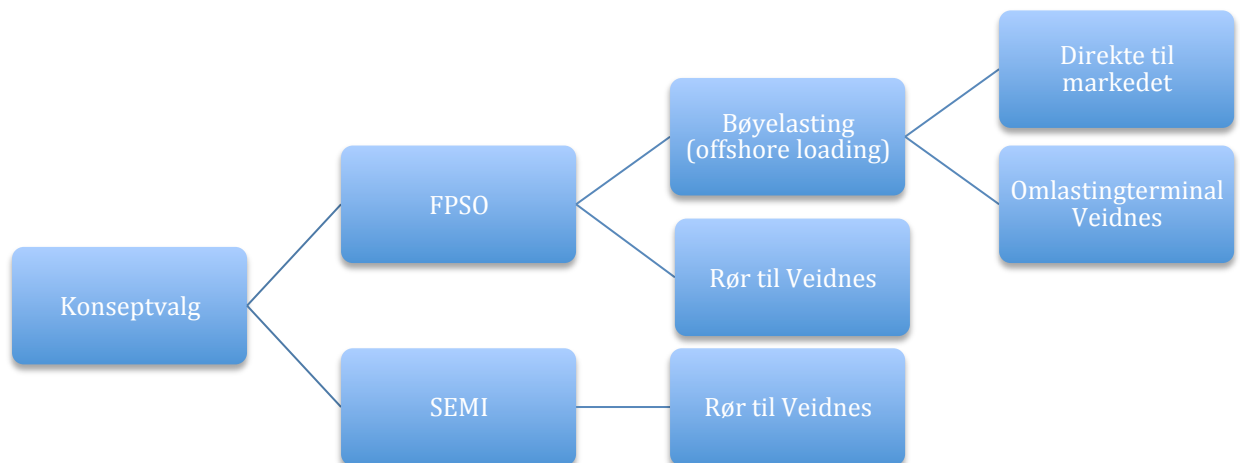 Konseptvalg
FPSO
SEMI
Bøyelasting
(offshore loading)
Rør til Veidnes
Rør til Veidnes
Direkte til
markedet
Omlastingterminal
Veidnes